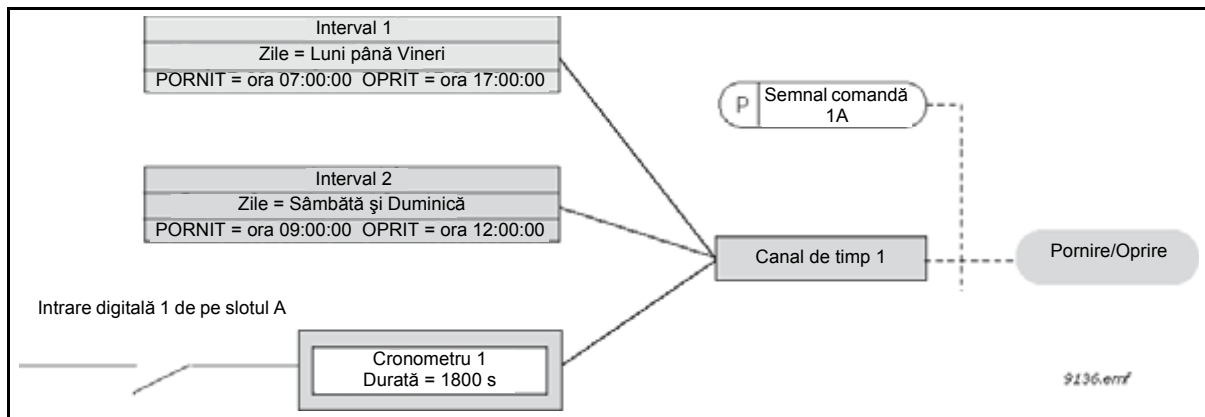 Interval 1
Zile = Luni până Vineri
PORNIT = ora 07:00:00 OPRIT = ora 17:00:00
P
Semnal comandă
1A
Interval 2
Zile = Sâmbătă şi Duminică
PORNIT = ora 09:00:00 OPRIT = ora 12:00:00
Canal de timp 1
Pornire/Oprire
Intrare digitală 1 de pe slotul A
Cronometru 1
Durată = 1800 s
9136.emf